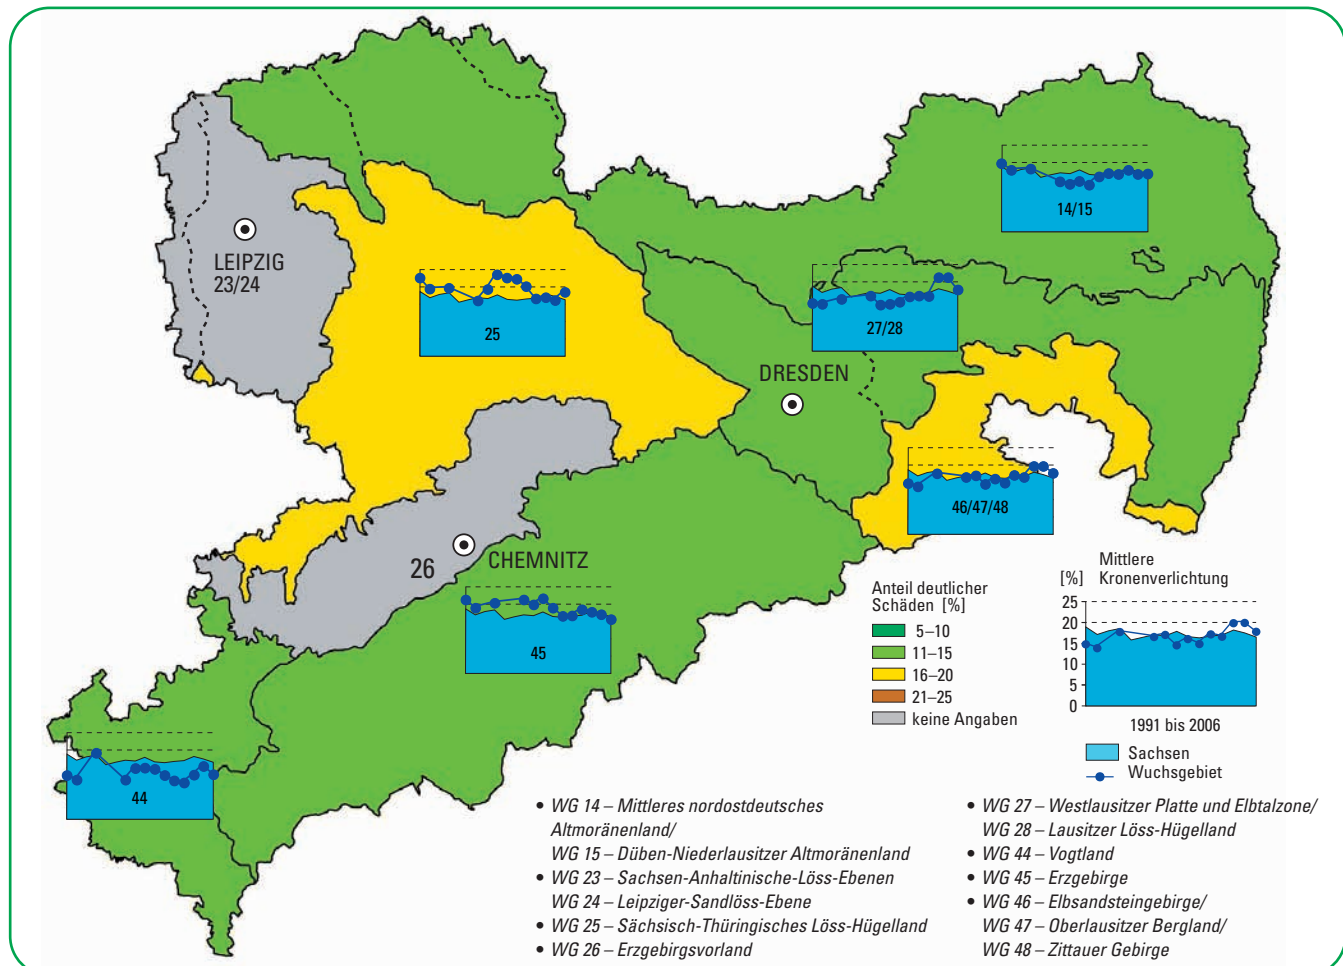 14/15
LEIPZIG
23/24
25
27/28
DRESDEN
46/47/48
26
CHEMNITZ
45
44
Anteil deutlicher
Schäden [%]
5–10
11–15
16–20
21–25
keine Angaben
Mittlere
[%] Kronenverlichtung
25
20
15
10
5
0
1991 bis 2006
Sachsen
Wuchsgebiet
• WG 14 – Mittleres nordostdeutsches
Altmoränenland/
WG 15 – Düben-Niederlausitzer Altmoränenland
• WG 23 – Sachsen-Anhaltinische-Löss-Ebenen
WG 24 – Leipziger-Sandlöss-Ebene
• WG 25 – Sächsisch-Thüringisches Löss-Hügelland
• WG 26 – Erzgebirgsvorland
• WG 27 – Westlausitzer Platte und Elbtalzone/
WG 28 – Lausitzer Löss-Hügelland
• WG 44 – Vogtland
• WG 45 – Erzgebirge
• WG 46 – Elbsandsteingebirge/
WG 47 – Oberlausitzer Bergland/
WG 48 – Zittauer Gebirge